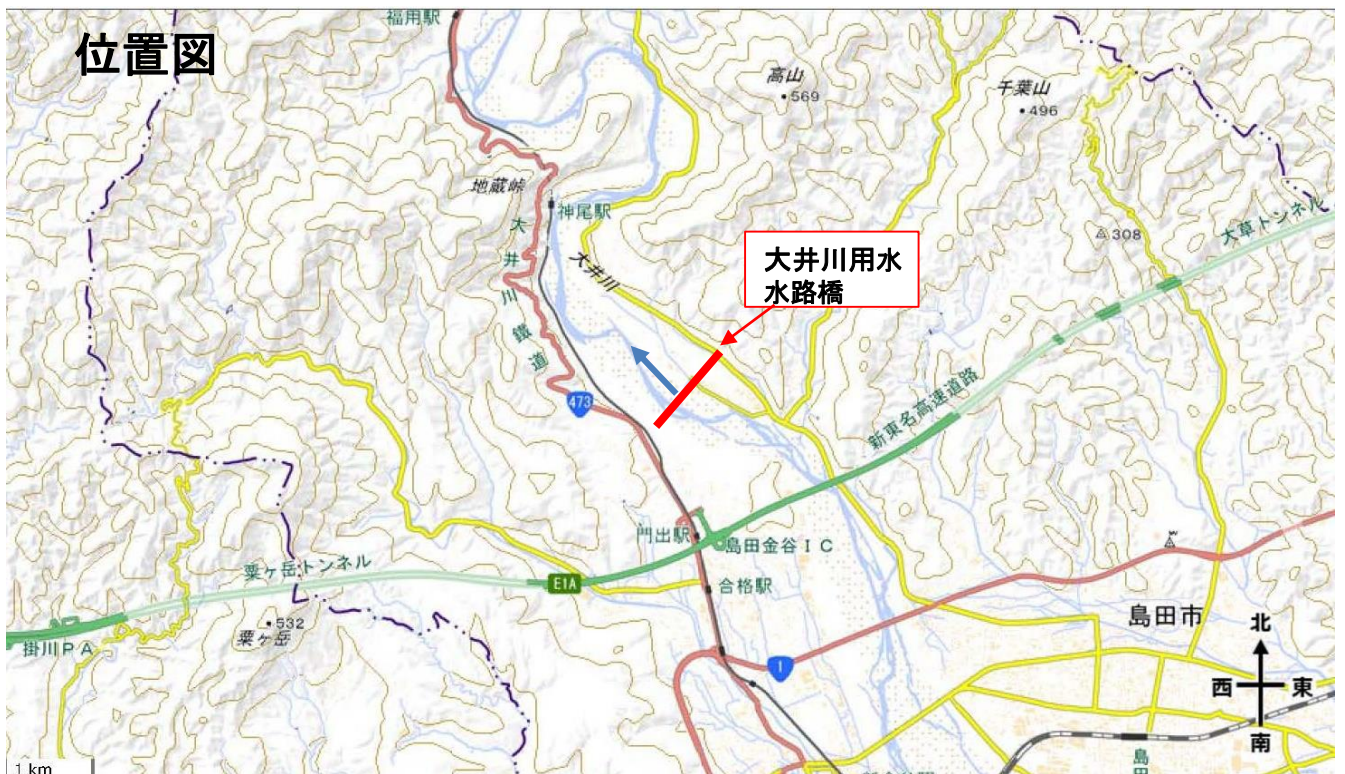 福用駅
位置図
高山
569
千葉山
496
地蔵峠
神尾駅
大井川鐵道
大井川
308
大草トンネル
大井川用水
水路橋
473
新東名高速道路
門出駅
島田金谷IC
粟ヶ岳トンネル
E1A
合格駅
532
粟ヶ岳
掛川PA
島田市
北
西
東
南
1
1 km